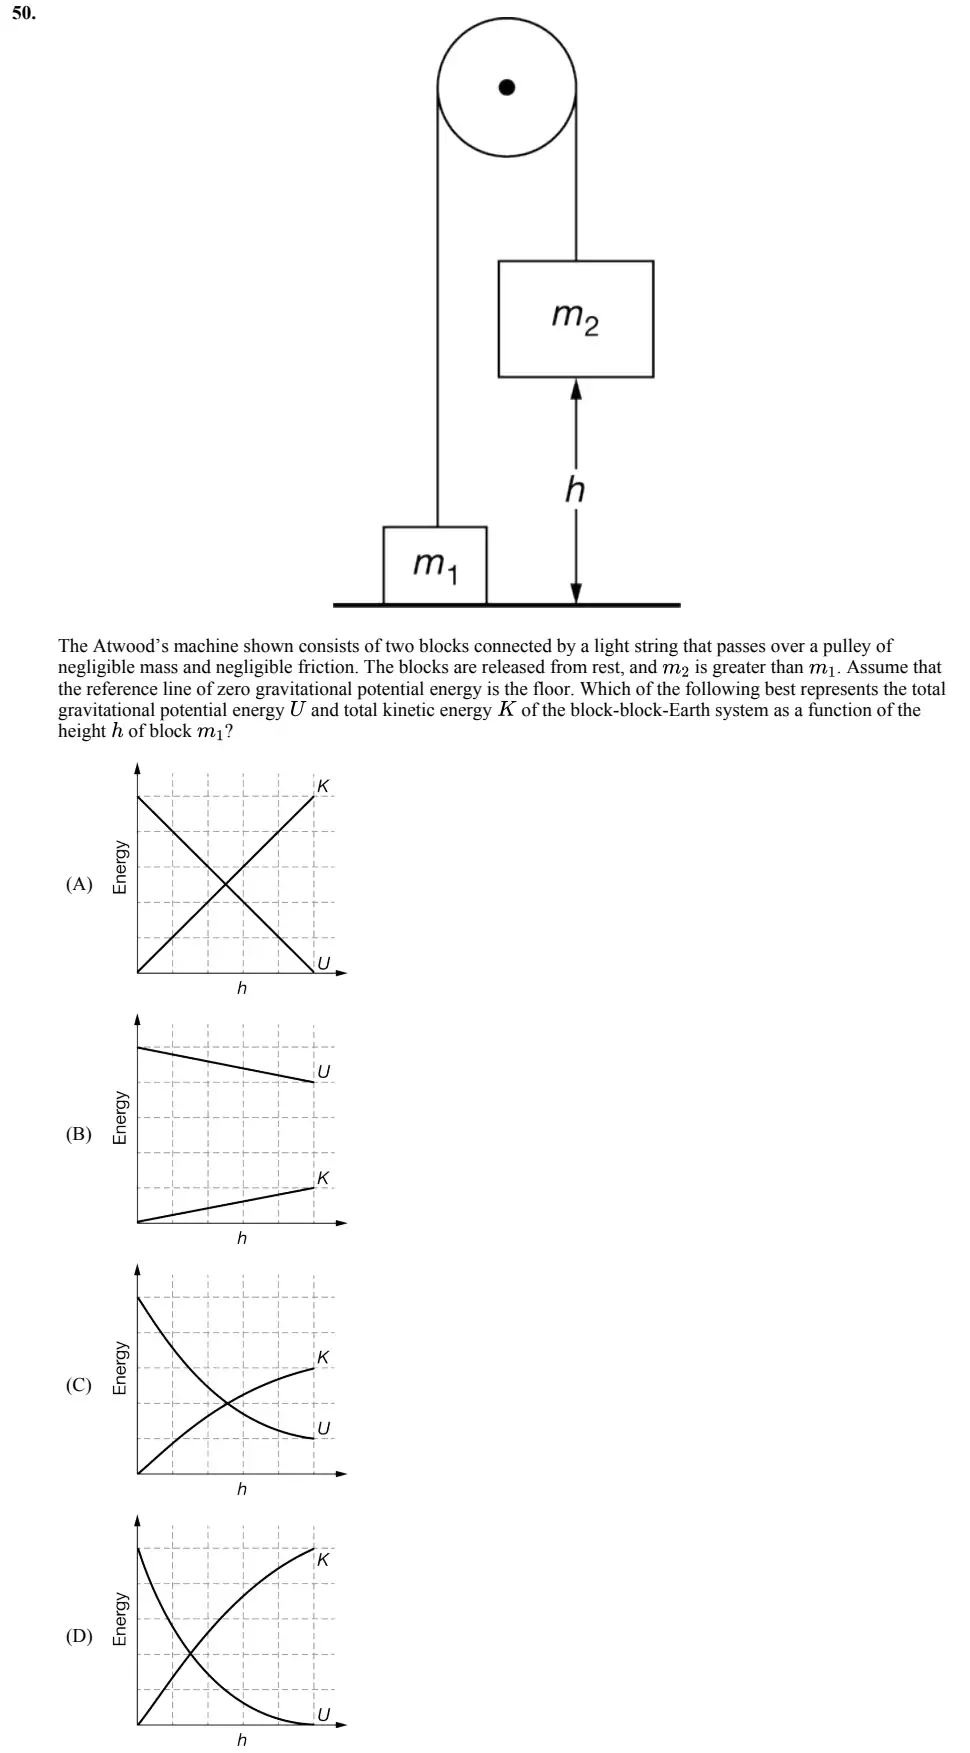 50.
m₂
h
m₁
The Atwood’s machine shown consists of two blocks connected by a light string that passes over a pulley of
negligible mass and negligible friction. The blocks are released from rest, and m₂ is greater than m₁. Assume that
the reference line of zero gravitational potential energy is the floor. Which of the following best represents the total
gravitational potential energy U and total kinetic energy K of the block-block-Earth system as a function of the
height h of block m₁?
K
(A)
Energy
U
h
U
(B)
Energy
K
h
K
(C)
Energy
U
h
K
(D)
Energy
U
h